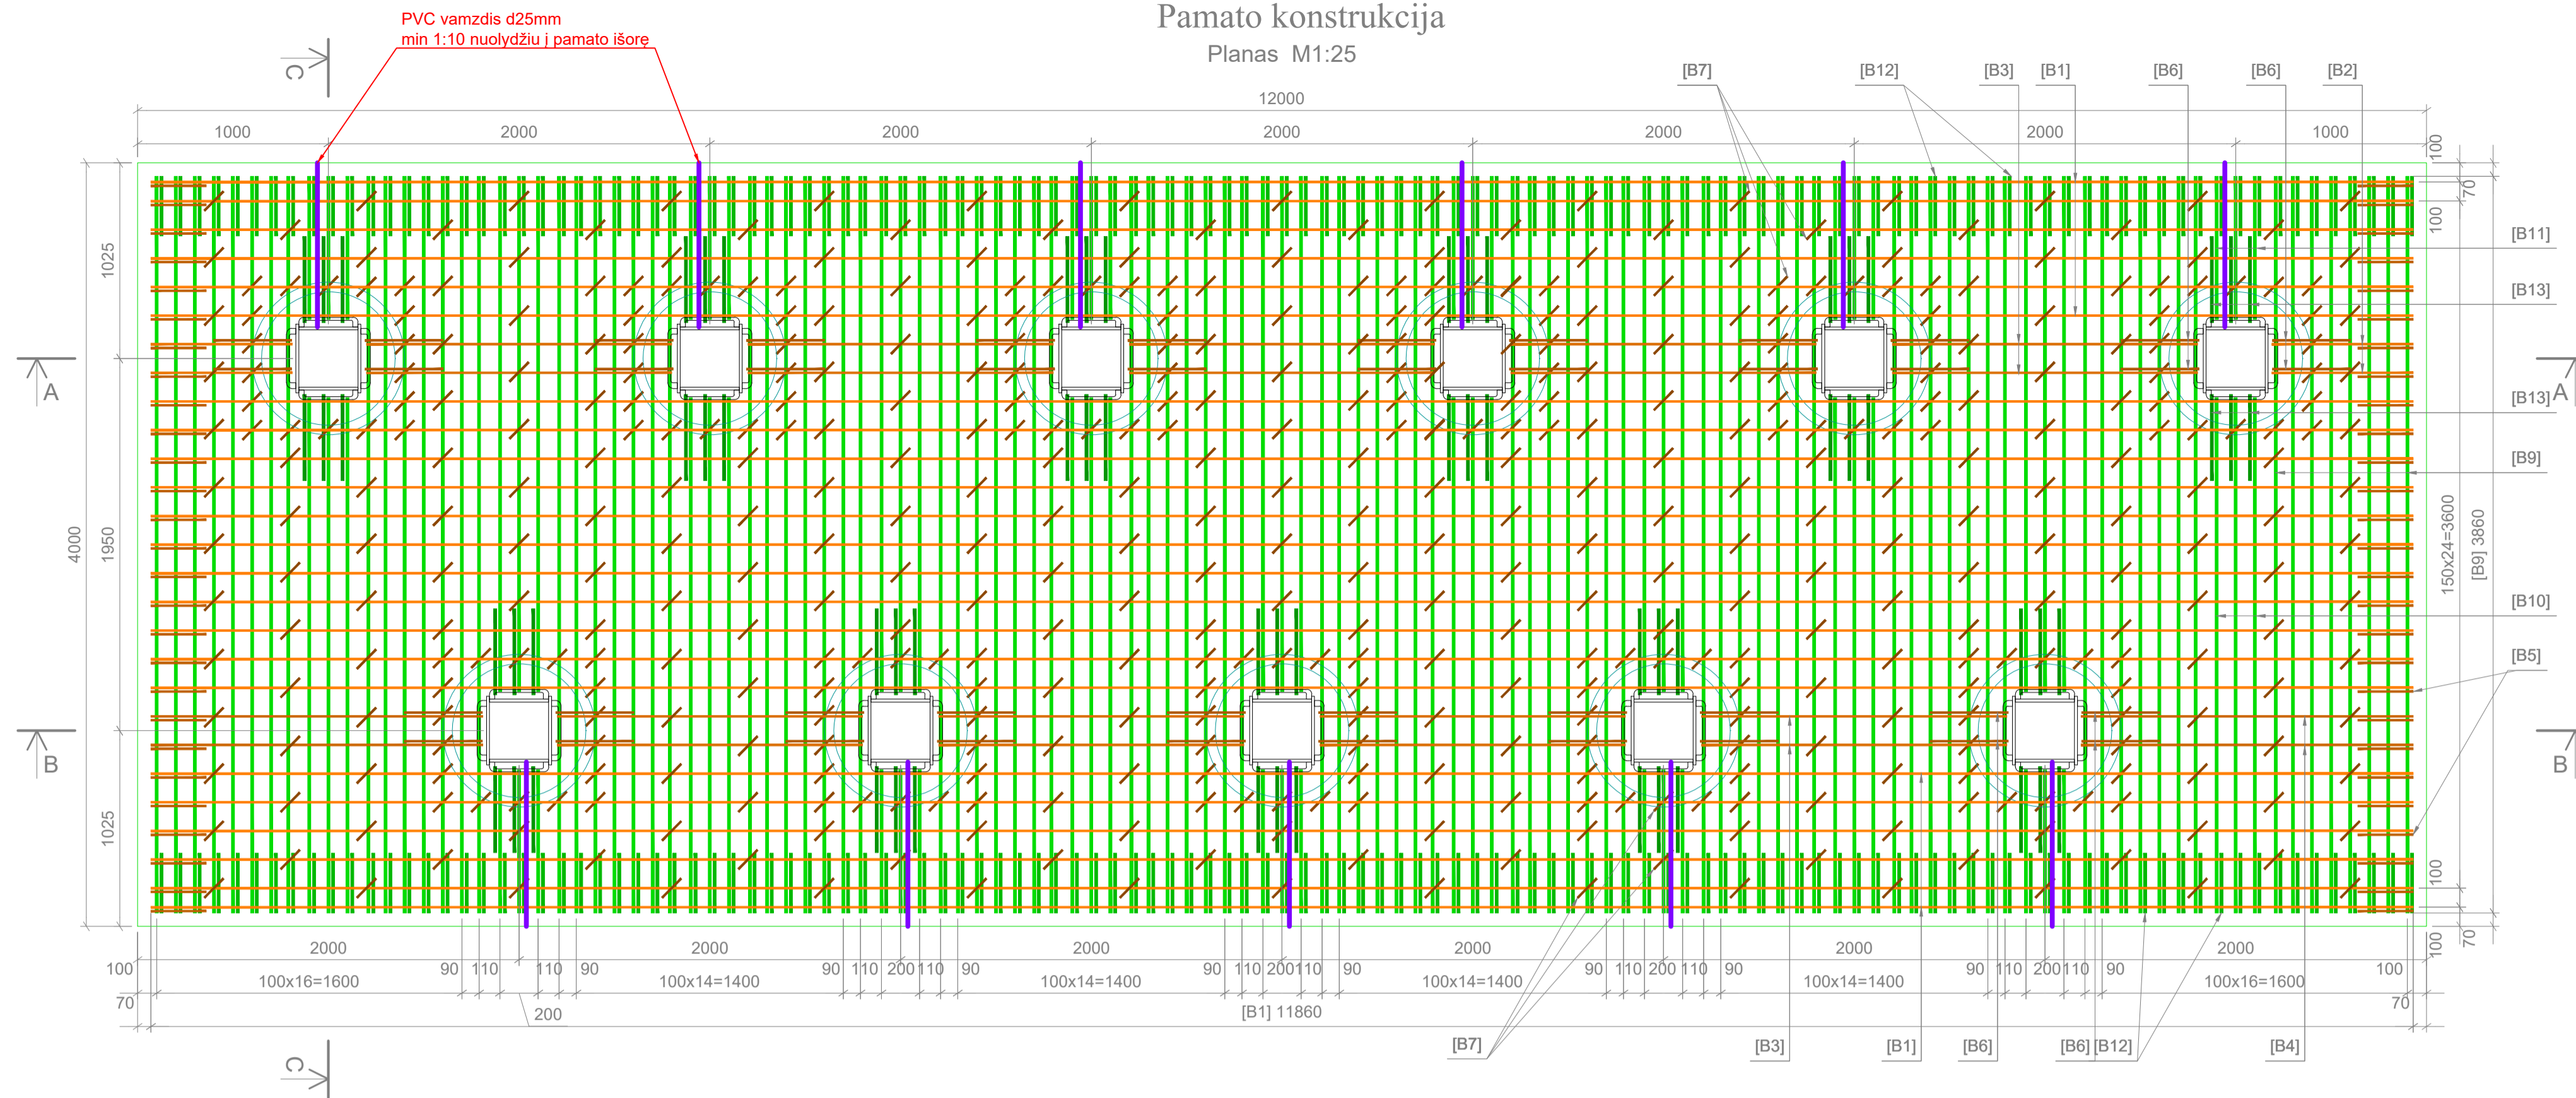 Pamato konstrukcija
Planas M1:25
PVC vamzdis d25mm
min 1:10 nuolydžiu į pamato išorę
C
[B7]
[B12]
[B3]
[B1]
[B6]
[B6]
[B2]
12000
1000
2000
2000
2000
2000
2000
1000
100
70
100
4000
1025
1950
1025
[B11]
[B13]
A
A
[B13]
[B9]
150x24=3600
[B9] 3860
[B10]
[B5]
B
B
100
70
100
2000
2000
2000
2000
2000
2000
100
90
110
110
90
90
110
200
110
90
90
110
200
110
90
90
110
200
110
90
90
110
200
110
90
100
100x16=1600
100x14=1400
100x14=1400
100x14=1400
100x14=1400
100x16=1600
70
70
200
[B1] 11860
[B7]
[B3]
[B1]
[B6]
[B6]
[B12]
[B4]
C